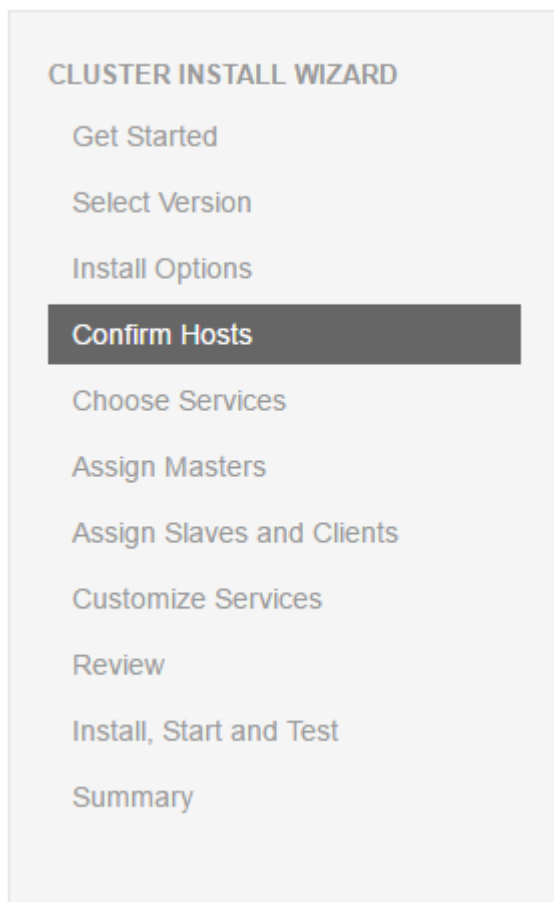 CLUSTER INSTALL WIZARD
Get Started
Select Version
Install Options
Confirm Hosts
Choose Services
Assign Masters
Assign Slaves and Clients
Customize Services
Review
Install, Start and Test
Summary